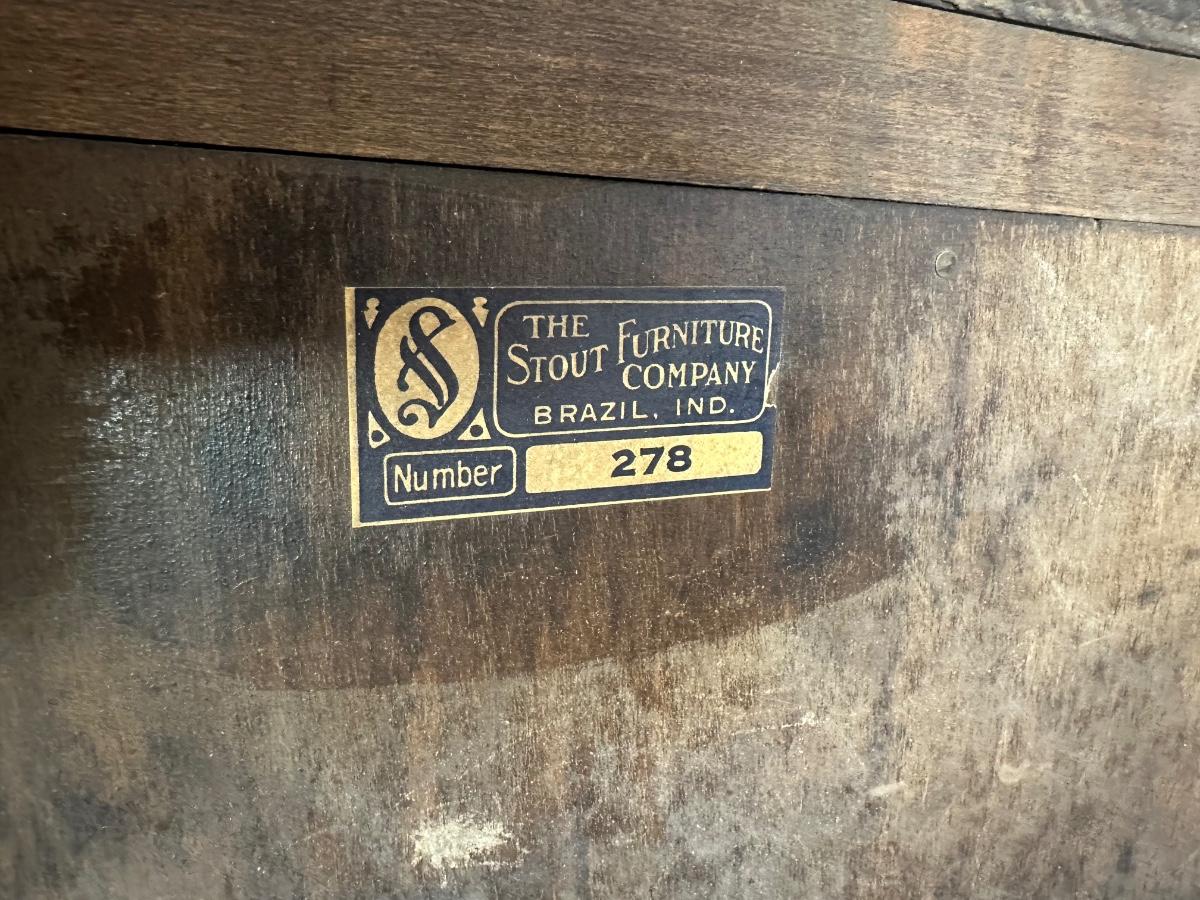 S
THE STOUT FURNITURE
COMPANY
BRAZIL, IND.
Number 278